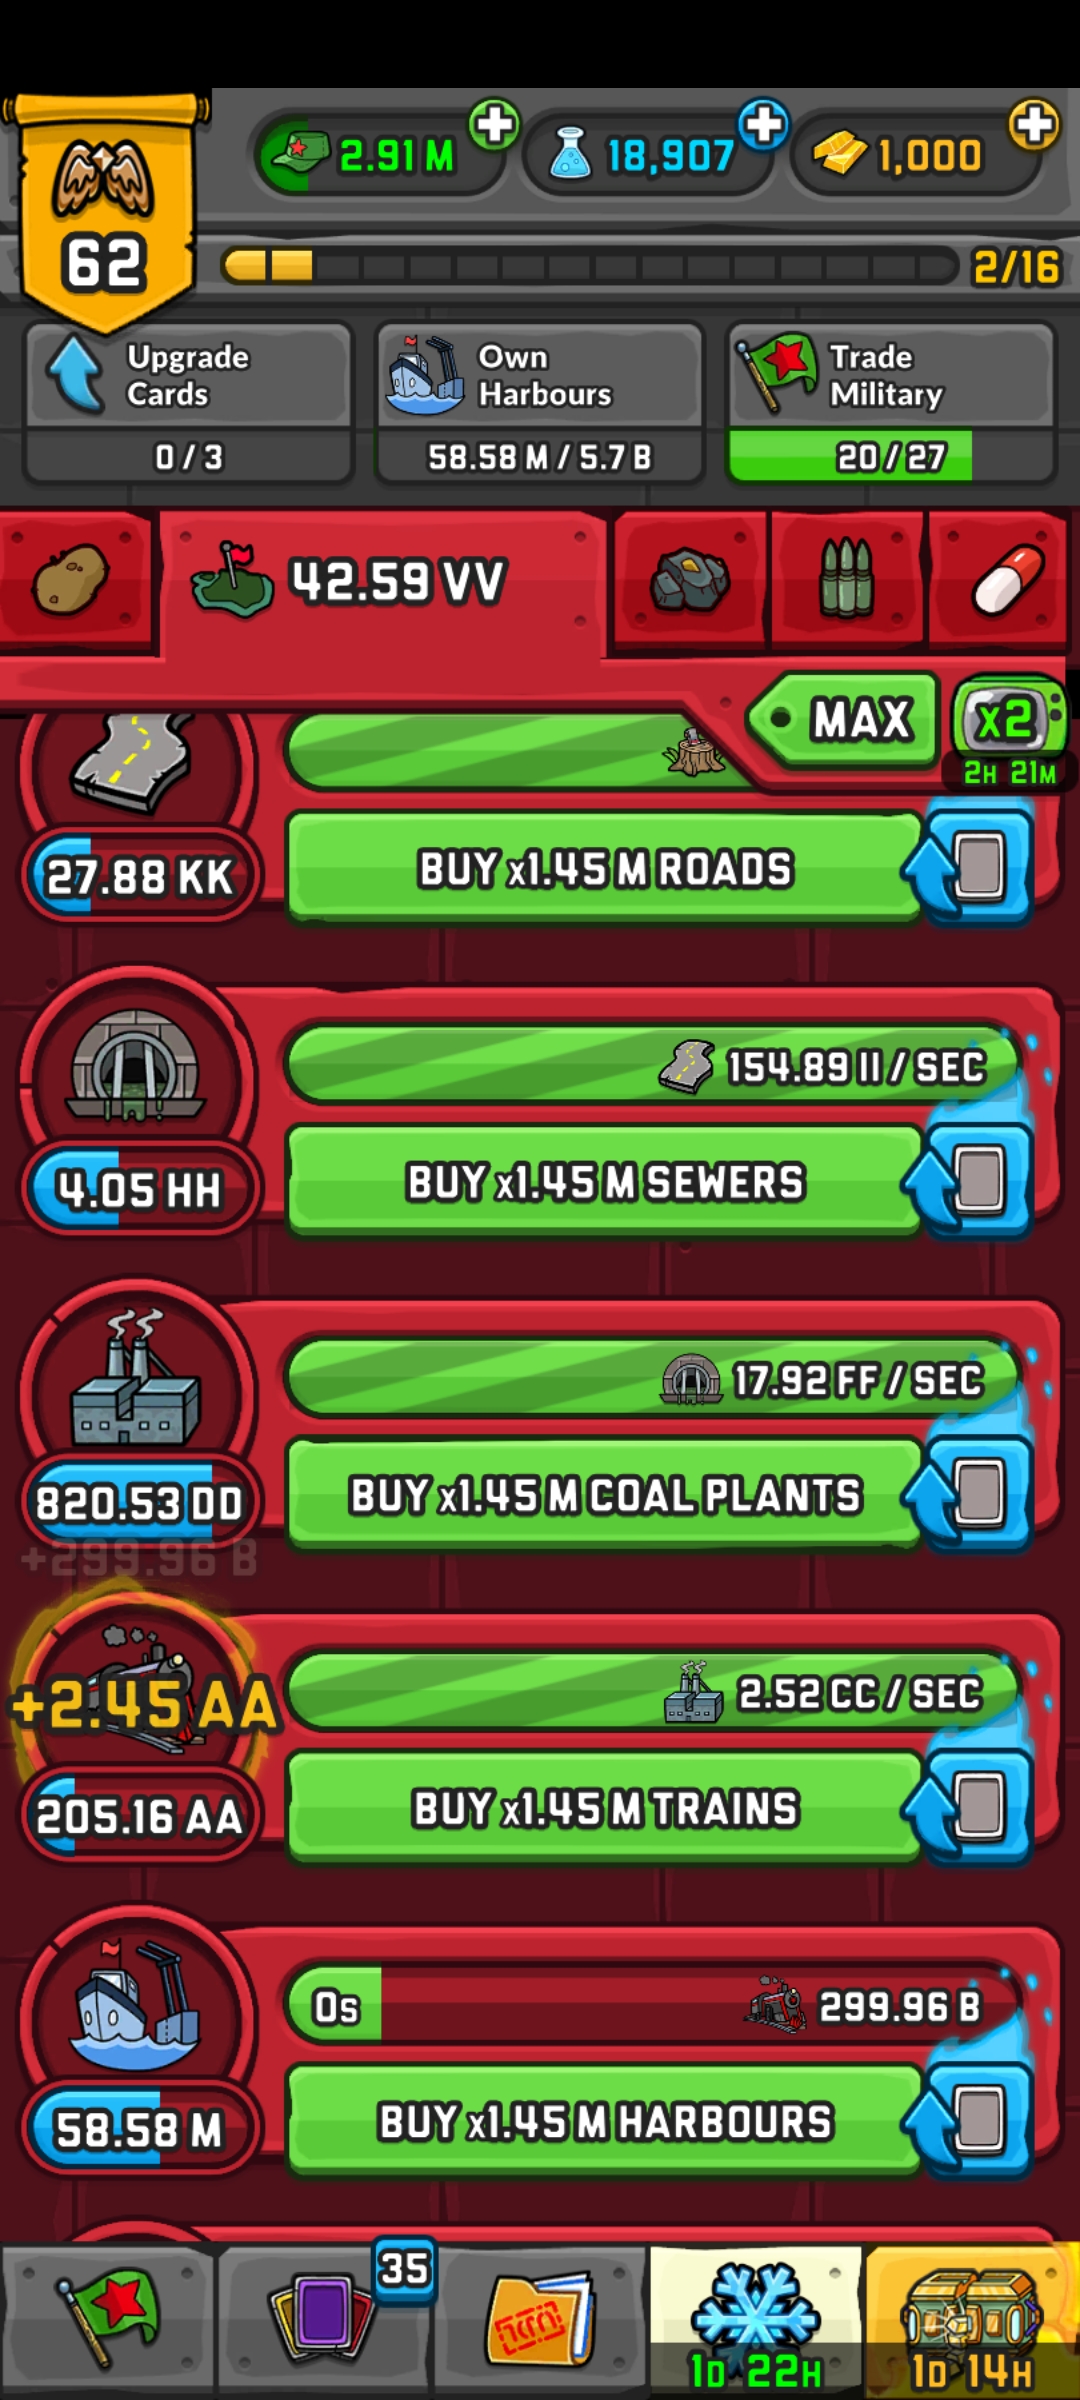 2.91 M
18,907
1,000
62
2/16
Upgrade
Cards
0 / 3
Own
Harbours
58.58 M / 5.7 B
Trade
Military
20 / 27
42.59 VV
MAX
x2
2H 21M
27.88 KK
BUY x1.45 M ROADS
154.89 II / SEC
4.05 HH
BUY x1.45 M SEWERS
17.92 FF / SEC
820.53 DD
BUY x1.45 M COAL PLANTS
+299.96 B
+2.45 AA
2.52 CC / SEC
205.16 AA
BUY x1.45 M TRAINS
0s
299.96 B
58.58 M
BUY x1.45 M HARBOURS
35
1D 22H
1D 14H